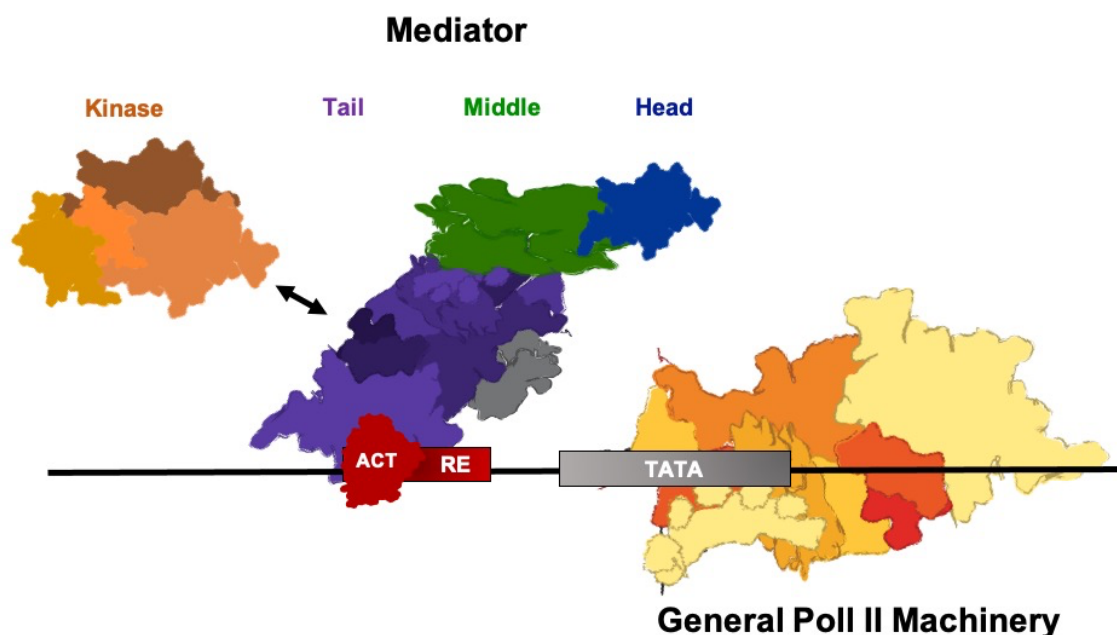 Mediator
Kinase Tail Middle Head
ACT RE TATA
General Poll II Machinery